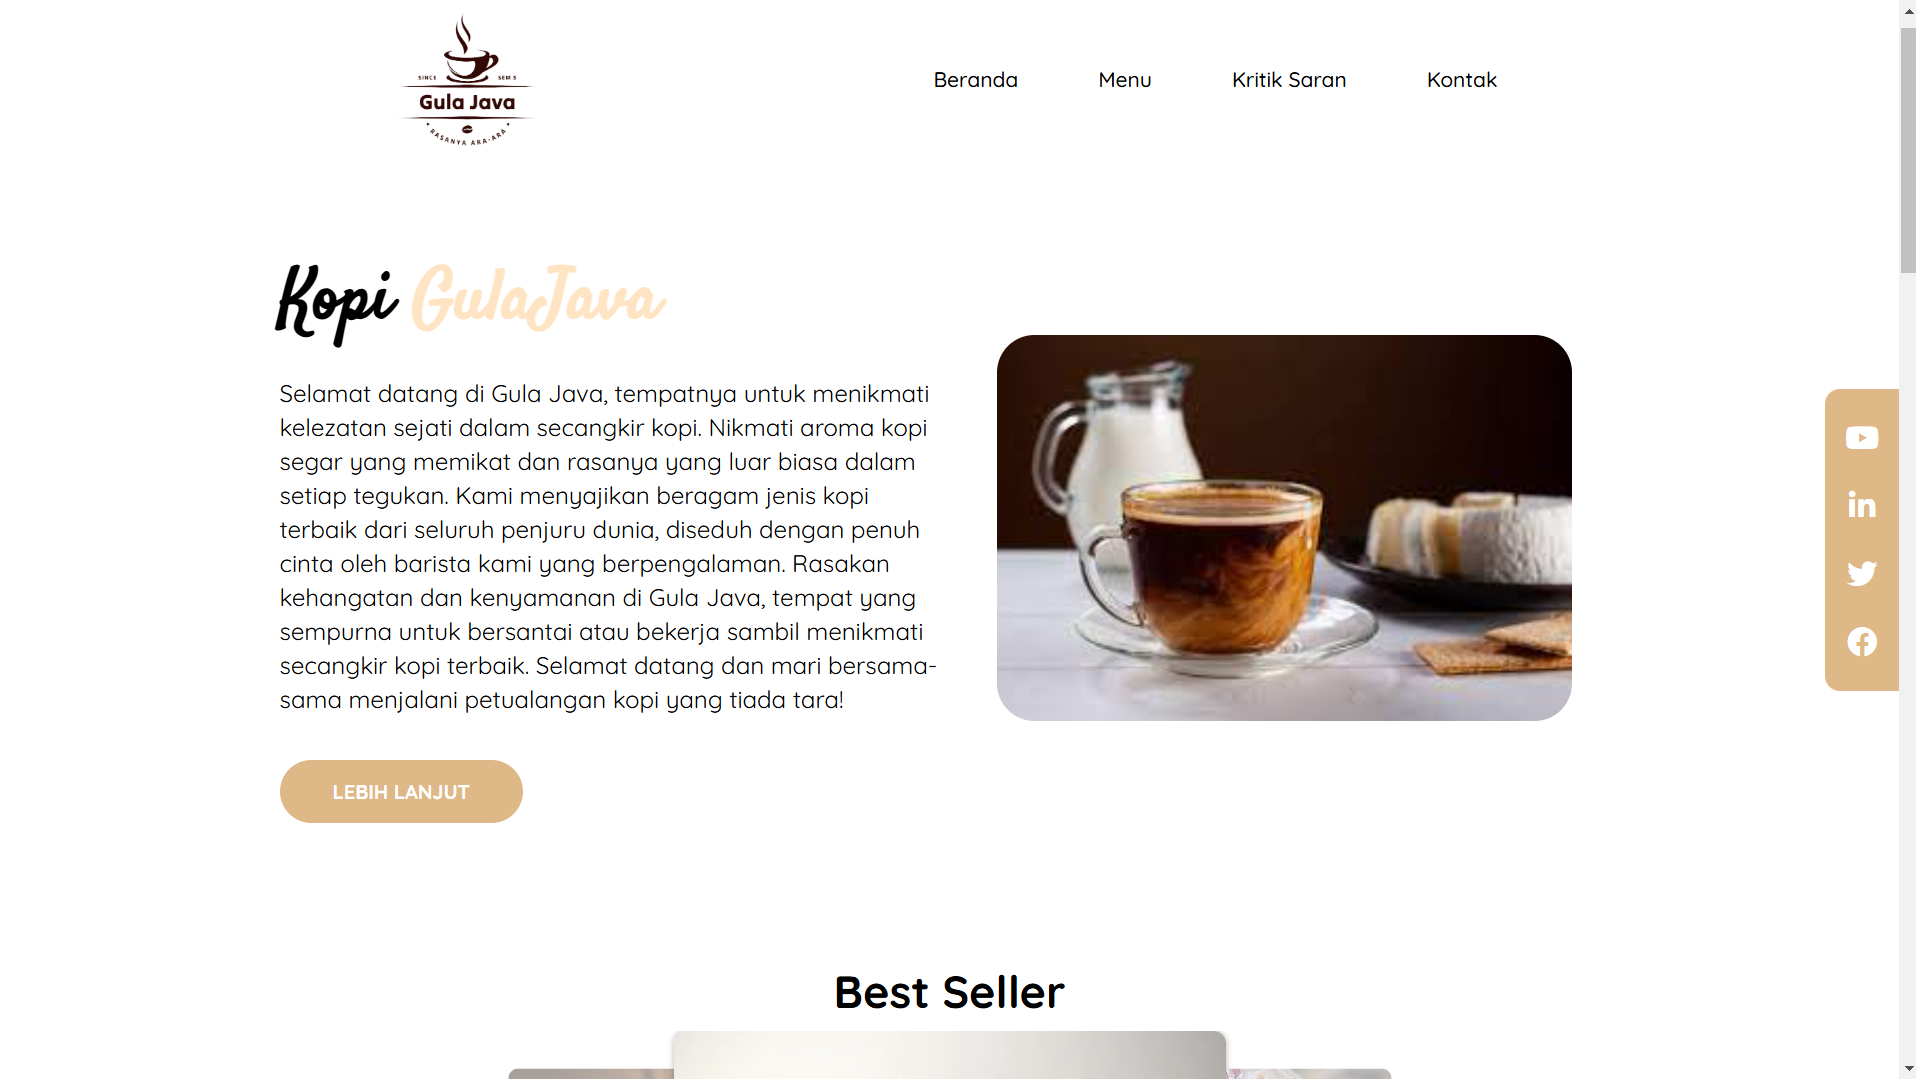 SINCE SEM 5
Gula Java
RASANYA ARA-ARA
Beranda Menu Kritik Saran Kontak
Kopi GulaJava
Selamat datang di Gula Java, tempatnya untuk menikmati
kelezatan sejati dalam secangkir kopi. Nikmati aroma kopi
segar yang memikat dan rasanya yang luar biasa dalam
setiap tegukan. Kami menyajikan beragam jenis kopi
terbaik dari seluruh penjuru dunia, diseduh dengan penuh
cinta oleh barista kami yang berpengalaman. Rasakan
kehangatan dan kenyamanan di Gula Java, tempat yang
sempurna untuk bersantai atau bekerja sambil menikmati
secangkir kopi terbaik. Selamat datang dan mari bersama-
sama menjalani petualangan kopi yang tiada tara!
LEBIH LANJUT
Best Seller